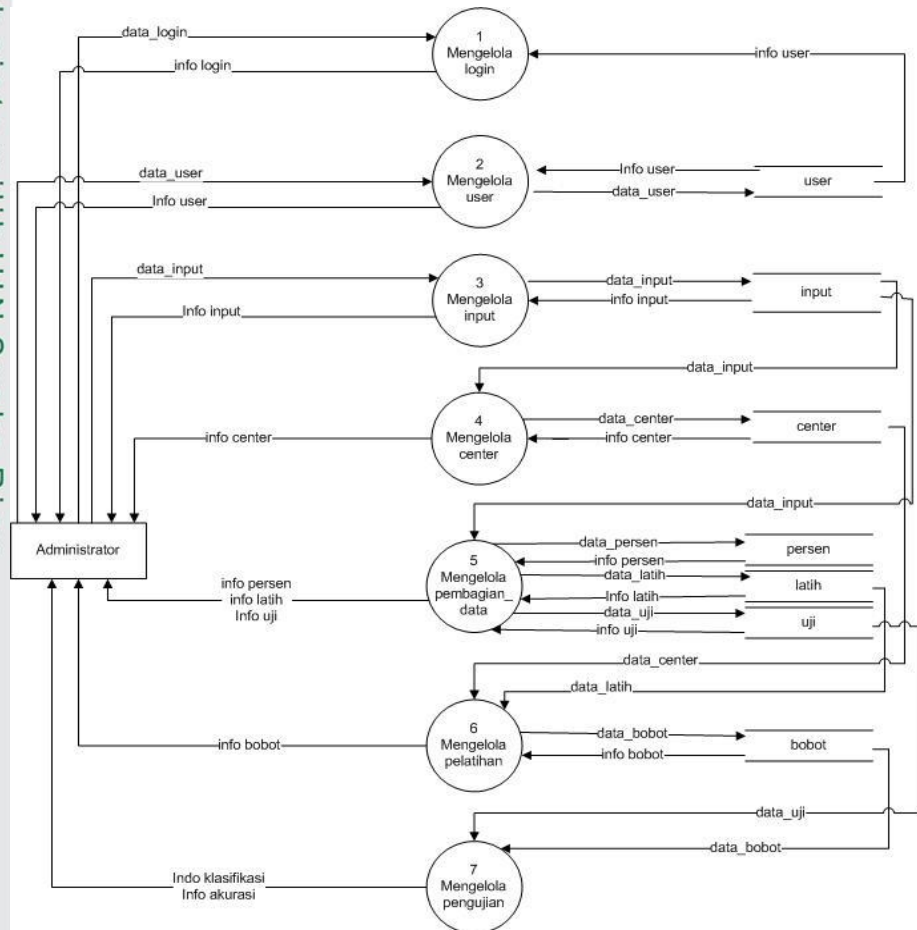 data_login
1
Mengelola
login
info user
info login
data_user
2
Mengelola
user
Info user
user
data_user
Info user
data_input
3
Mengelola
input
data_input
input
info input
Info input
data_input
4
Mengelola
center
data_center
center
info center
info center
data_input
Administrator
5
Mengelola
pembagian_
data
data_persen
persen
info persen
data_latih
latih
Info latih
data_uji
uji
info uji
info persen
info latih
Info uji
data_center
data_latih
6
Mengelola
pelatihan
data_bobot
bobot
info bobot
info bobot
data_uji
data_bobot
7
Mengelola
pengujian
Indo klasifikasi
Info akurasi